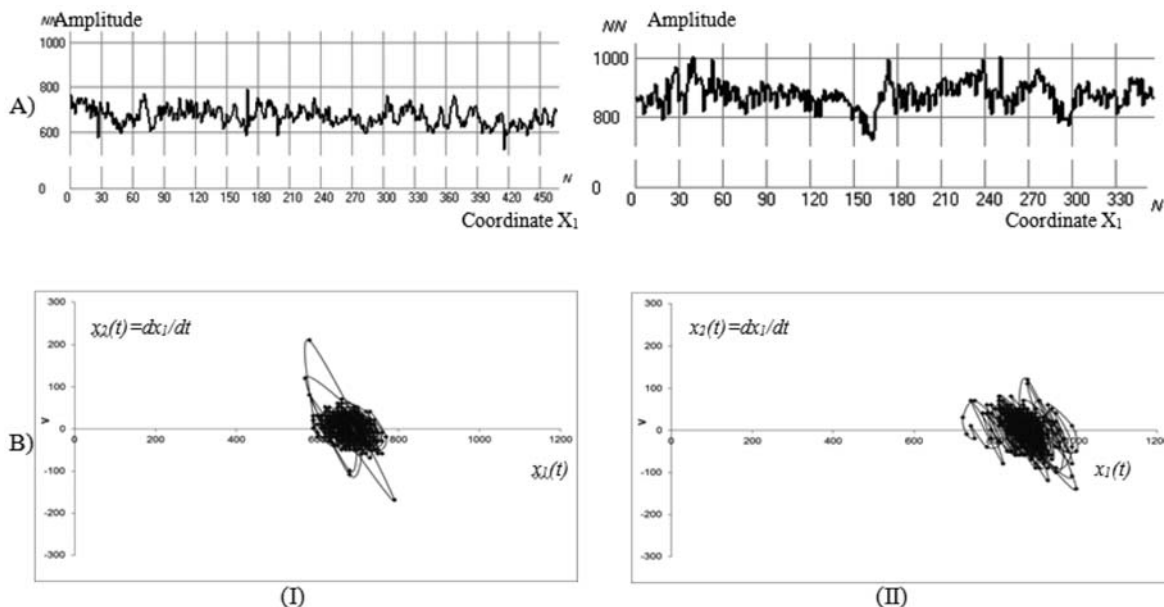 NN Amplitude
1000
800
600
0
0 30 60 90 120 150 180 210 240 270 300 330 360 390 420 450
N
Coordinate X1
A)
NN Amplitude
1000
800
0
0 30 60 90 120 150 180 210 240 270 300 330
N
Coordinate X1
B)
300
200
100
0
-100
-200
-300
v
x2(t)=dx1/dt
0 200 400 600 800 1000 1200
x1(t)
(I)
300
200
100
0
-100
-200
-300
v
x2(t)=dx1/dt
0 200 400 600 1000 1200
x1(t)
(II)